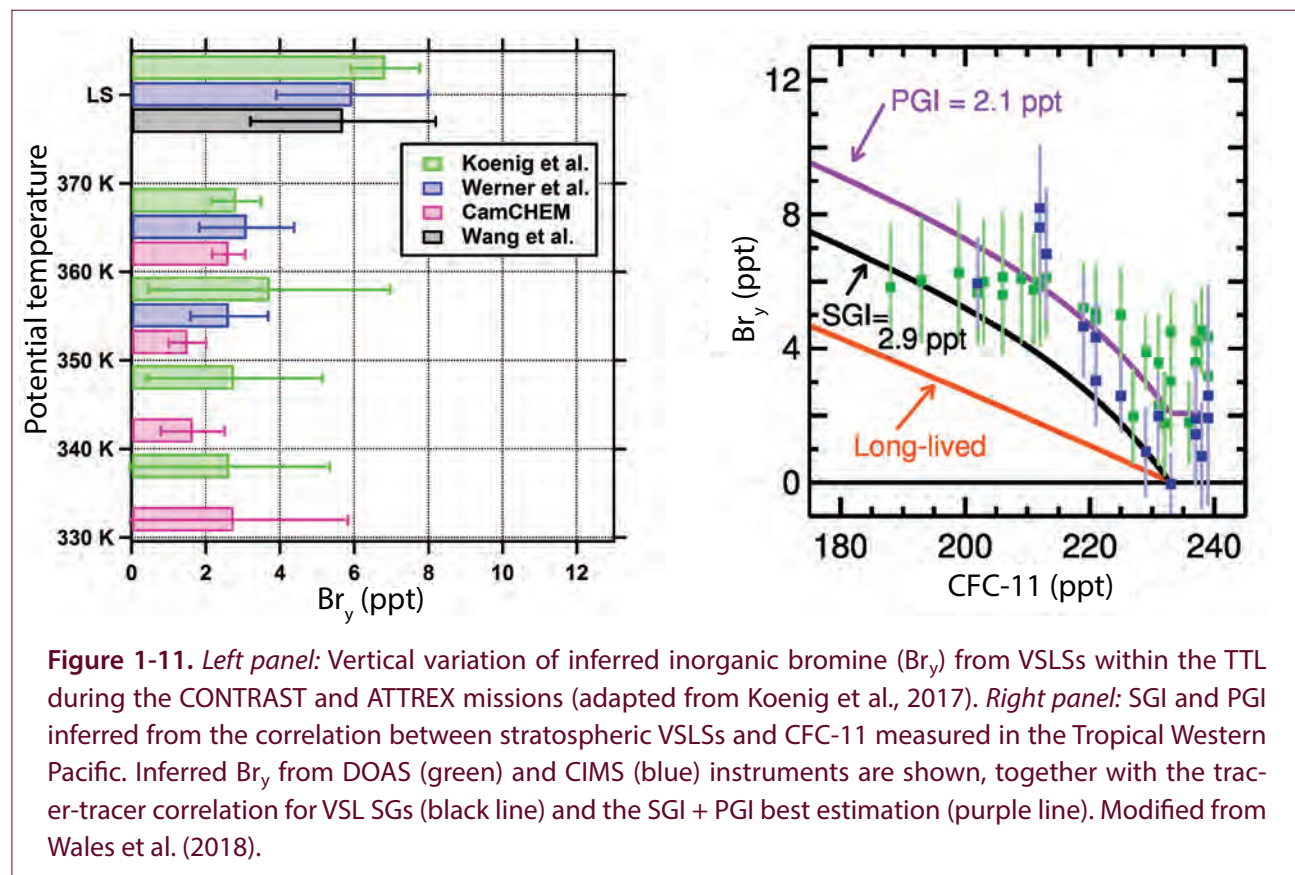 LS
370 K
360 K
350 K
340 K
330 K
Potential temperature
0 2 4 6 8 10 12
Br_y (ppt)
Koenig et al.
Werner et al.
CamCHEM
Wang et al.
12
8
4
0
Br_y (ppt)
PGI = 2.1 ppt
SGI=
2.9 ppt
Long-lived
180 200 220 240
CFC-11 (ppt)
Figure 1-11. Left panel: Vertical variation of inferred inorganic bromine (Br_y) from VSLSs within the TTL
during the CONTRAST and ATTREX missions (adapted from Koenig et al., 2017). Right panel: SGI and PGI
inferred from the correlation between stratospheric VSLSs and CFC-11 measured in the Tropical Western
Pacific. Inferred Br_y from DOAS (green) and CIMS (blue) instruments are shown, together with the trac-
er-tracer correlation for VSL SGs (black line) and the SGI + PGI best estimation (purple line). Modified from
Wales et al. (2018).